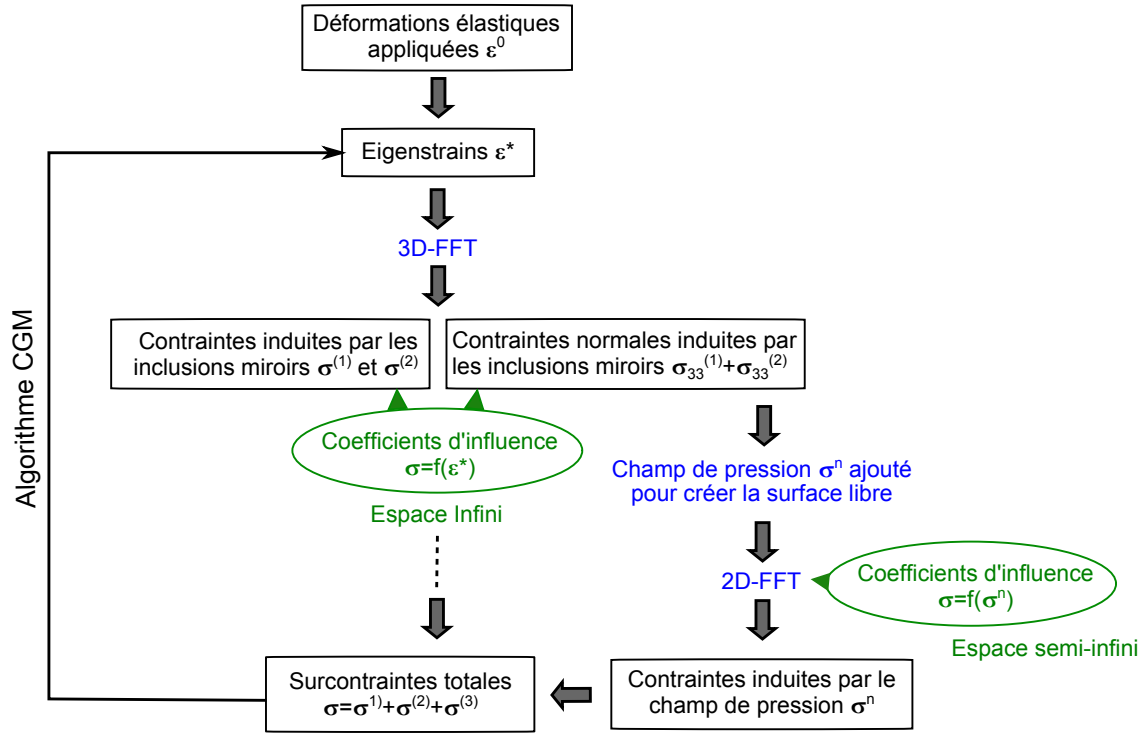 Déformations élastiques
appliquées ε⁰
Eigenstrains ε*
3D-FFT
Contraintes induites par les
inclusions miroirs σ⁽¹⁾ et σ⁽²⁾
Contraintes normales induites par
les inclusions miroirs σ₃₃⁽¹⁾+σ₃₃⁽²⁾
Algorithme CGM
Coefficients d'influence
σ=f(ε*)
Espace Infini
Champ de pression σⁿ ajouté
pour créer la surface libre
2D-FFT
Coefficients d'influence
σ=f(σⁿ)
Espace semi-infini
Surcontraintes totales
σ=σ¹⁾+σ⁽²⁾+σ⁽³⁾
Contraintes induites par le
champ de pression σⁿ